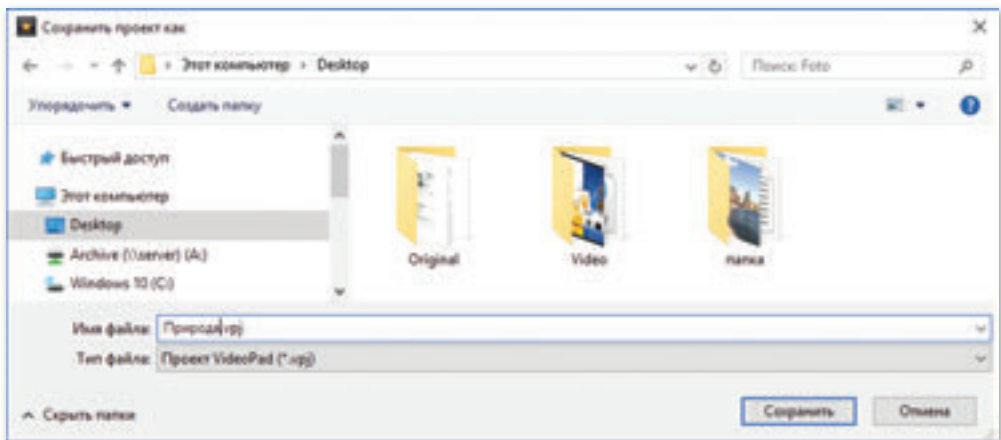 Сохранить проект как
Этот компьютер › Desktop
Поиск: Foto
Упорядочить
Создать папку
Быстрый доступ
Этот компьютер
Desktop
Archive (\\server) (A:)
Windows 10 (C:)
Original
Video
папка
Имя файла: Природа.vpj
Тип файла: Проект VideoPad (*.vpj)
Скрыть папки
Сохранить
Отмена